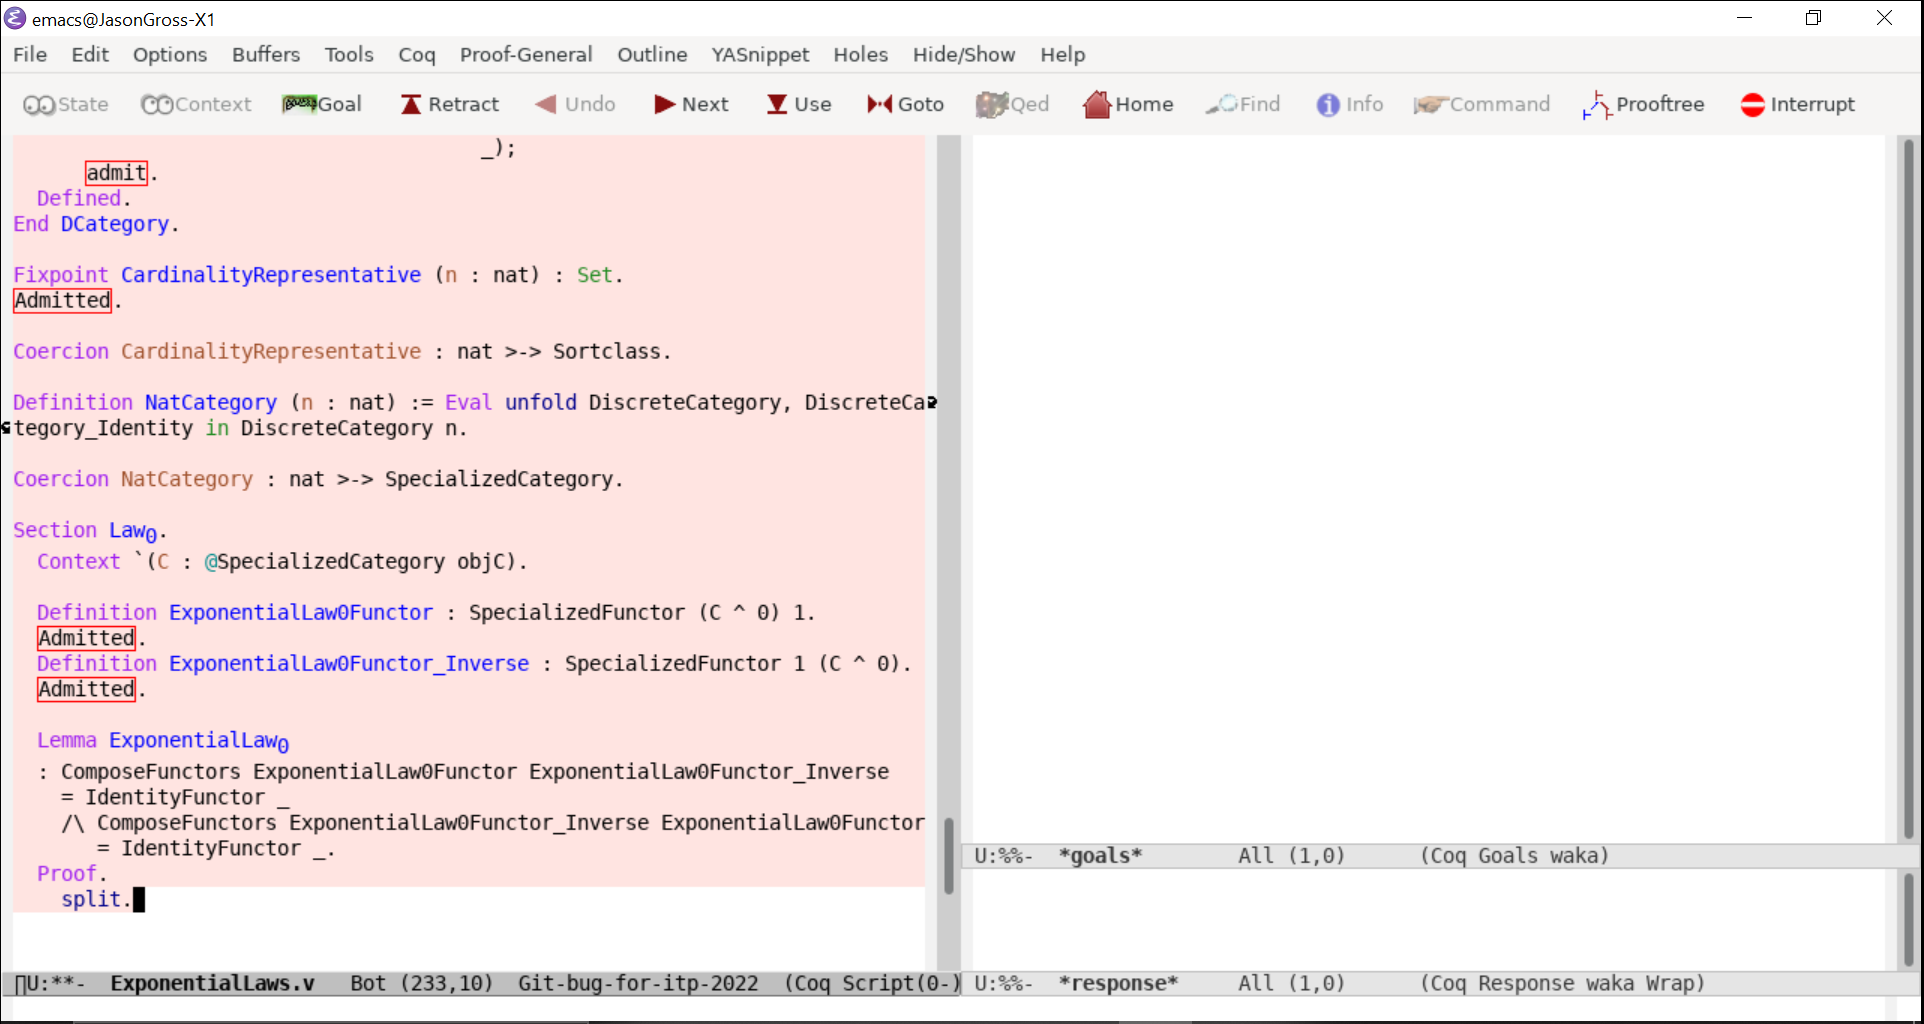 emacs@JasonGross-X1
File Edit Options Buffers Tools Coq Proof-General Outline YASnippet Holes Hide/Show Help
State Context Goal Retract Undo Next Use Goto Qed Home Find Info Command Prooftree Interrupt
_);
admit.
Defined.
End DCategory.
Fixpoint CardinalityRepresentative (n : nat) : Set.
Admitted.
Coercion CardinalityRepresentative : nat >-> Sortclass.
Definition NatCategory (n : nat) := Eval unfold DiscreteCategory, DiscreteCa
tegory_Identity in DiscreteCategory n.
Coercion NatCategory : nat >-> SpecializedCategory.
Section Law0.
Context `(C : @SpecializedCategory objC).
Definition ExponentialLaw0Functor : SpecializedFunctor (C ^ 0) 1.
Admitted.
Definition ExponentialLaw0Functor_Inverse : SpecializedFunctor 1 (C ^ 0).
Admitted.
Lemma ExponentialLaw0
: ComposeFunctors ExponentialLaw0Functor ExponentialLaw0Functor_Inverse
= IdentityFunctor _
/\ ComposeFunctors ExponentialLaw0Functor_Inverse ExponentialLaw0Functor
= IdentityFunctor _.
Proof.
split.
U:**- ExponentialLaws.v Bot (233,10) Git-bug-for-itp-2022 (Coq Script(0-)
U:%%- *goals* All (1,0) (Coq Goals waka)
U:%%- *response* All (1,0) (Coq Response waka Wrap)